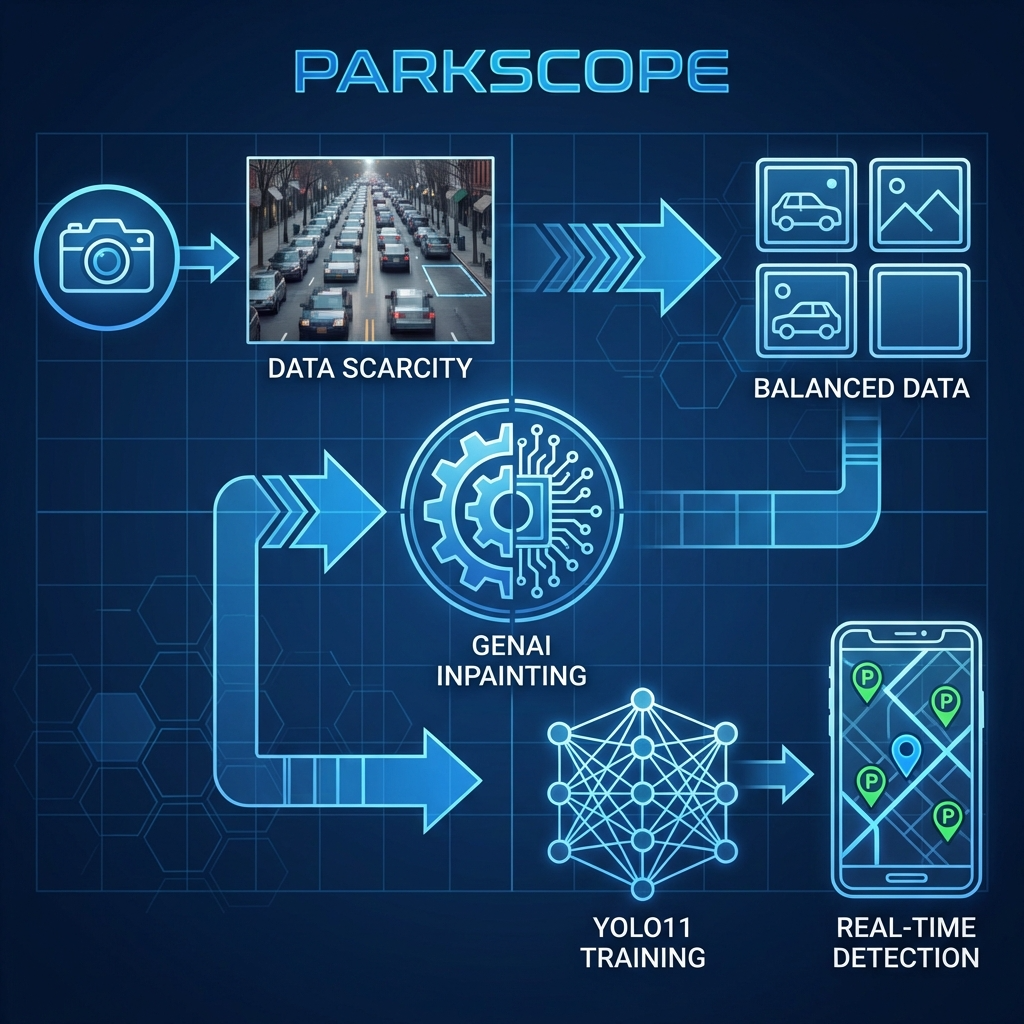 PARKSCOPE
DATA SCARCITY
BALANCED DATA
GENAI
INPAINTING
P
P
P
P
YOLO11
TRAINING
REAL-TIME
DETECTION